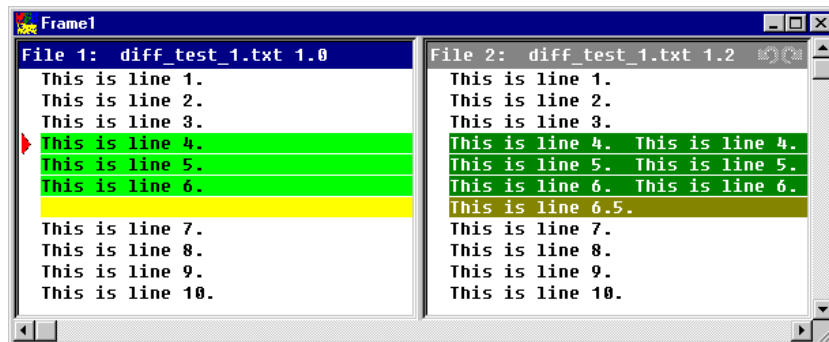 Frame1
File 1:  diff_test_1.txt 1.0
This is line 1.
This is line 2.
This is line 3.
This is line 4.
This is line 5.
This is line 6.
This is line 7.
This is line 8.
This is line 9.
This is line 10.
File 2:  diff_test_1.txt 1.2
This is line 1.
This is line 2.
This is line 3.
This is line 4.  This is line 4.
This is line 5.  This is line 5.
This is line 6.  This is line 6.
This is line 6.5.
This is line 7.
This is line 8.
This is line 9.
This is line 10.